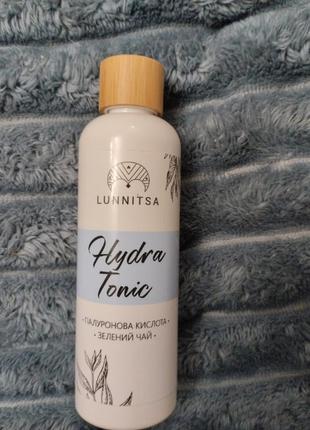 LUNNITSA
Hydra
Tonic
• ГІАЛУРОНОВА КИСЛОТА
• ЗЕЛЕНИЙ ЧАЙ •